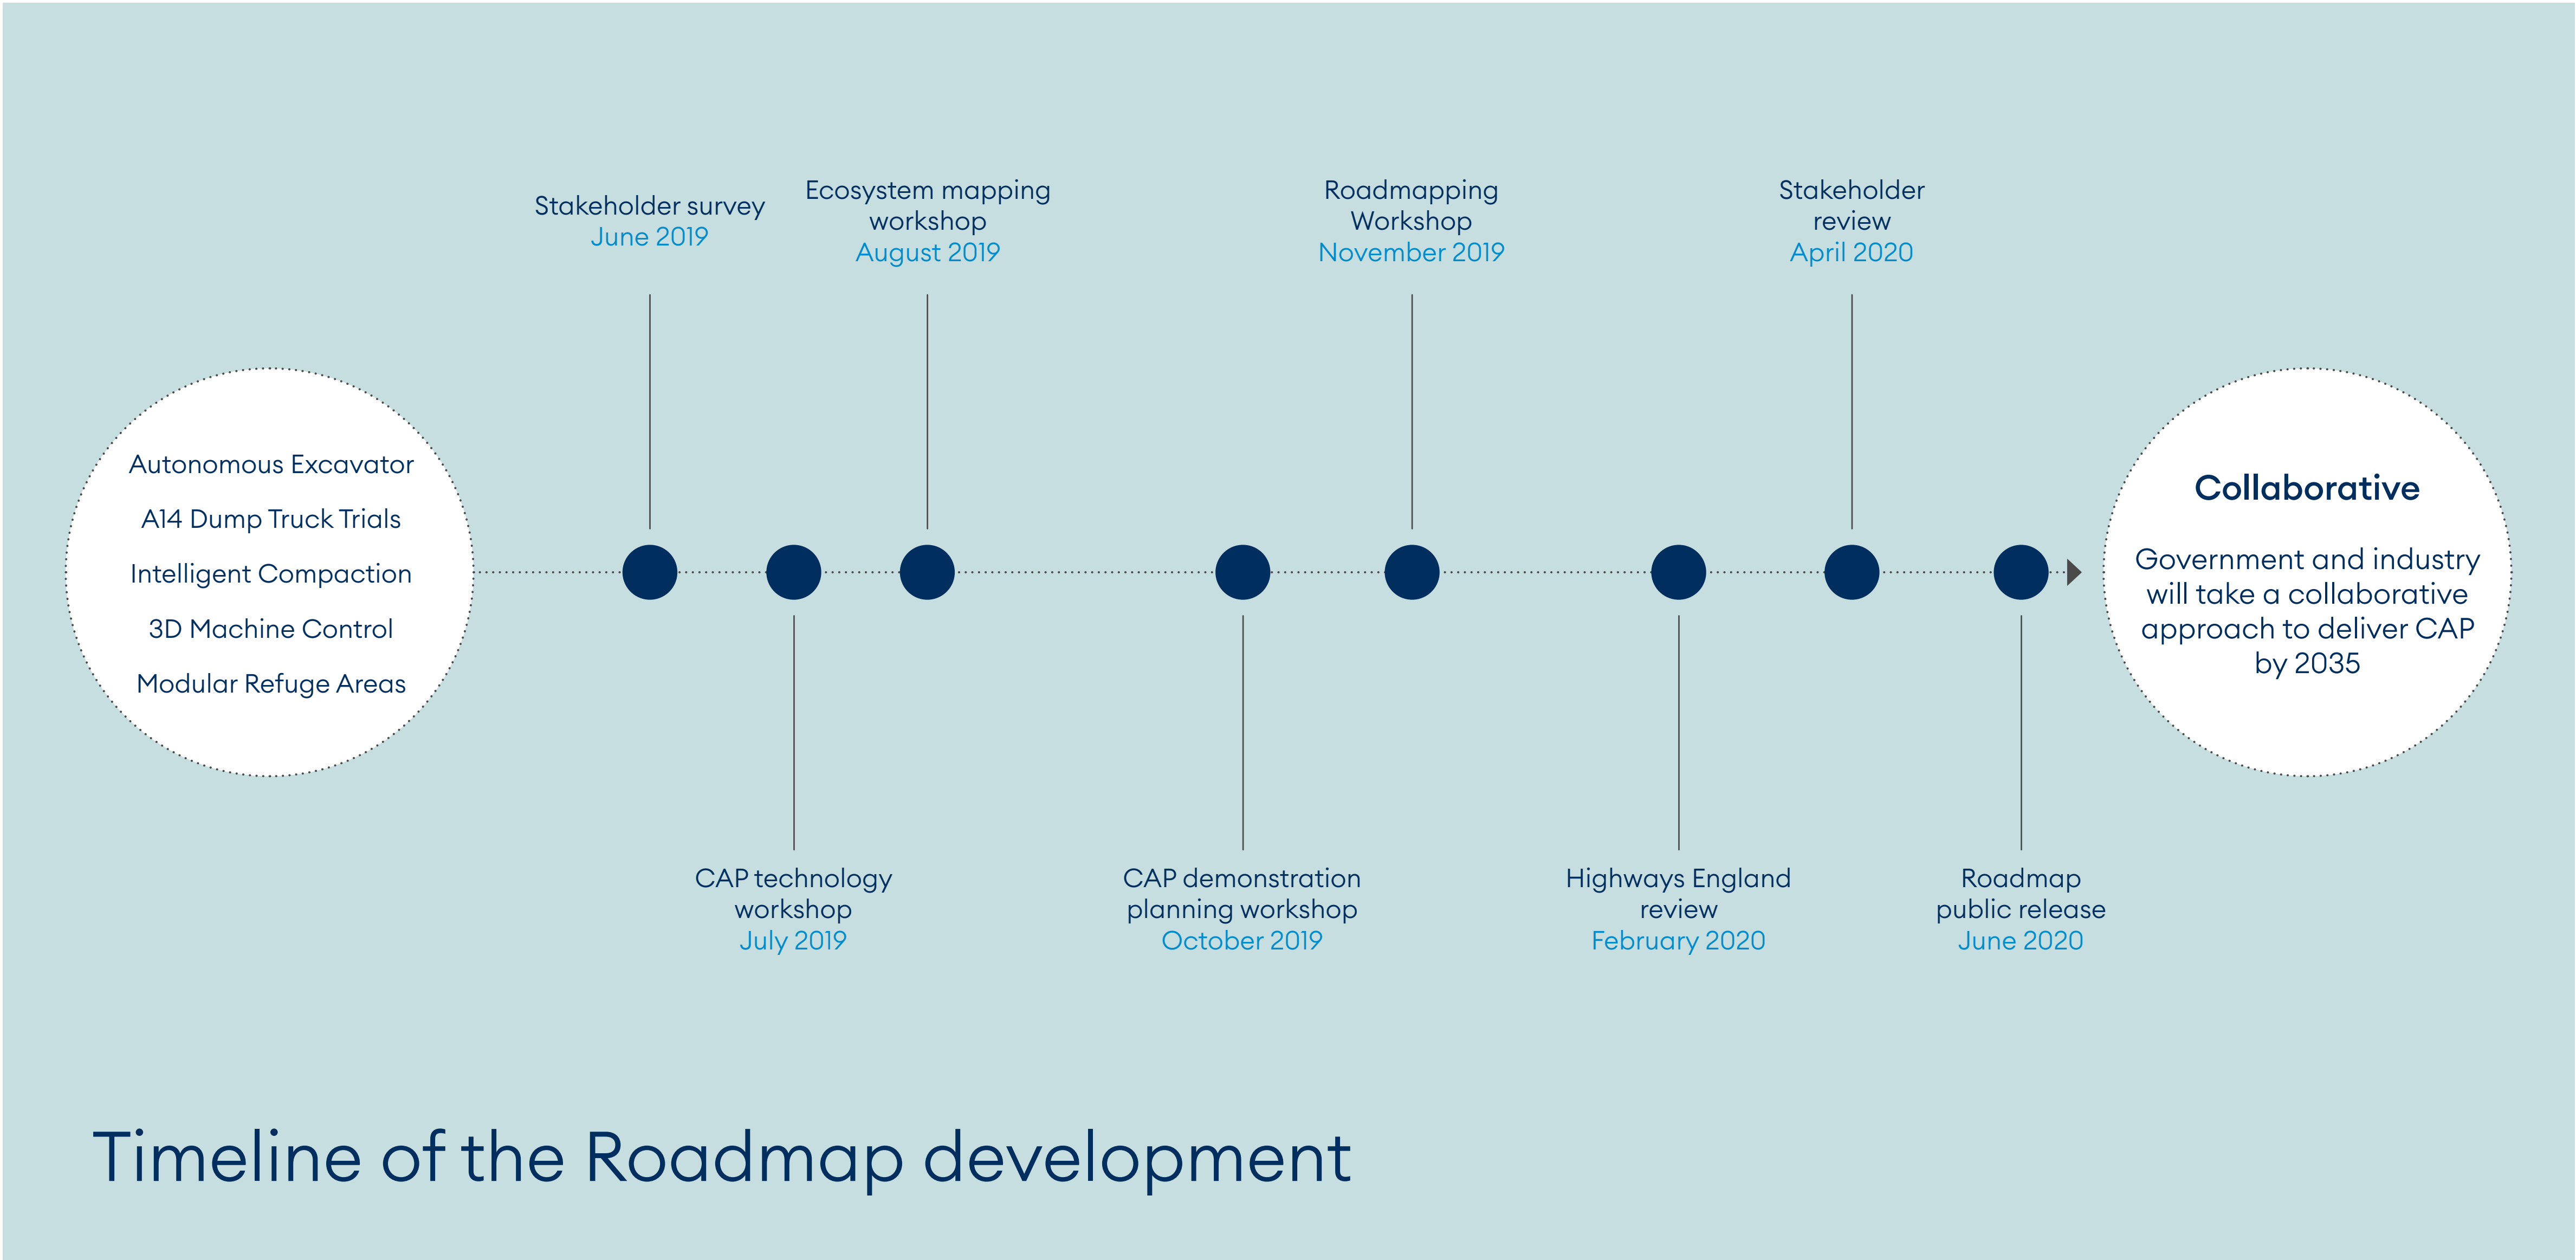 Stakeholder survey
June 2019
Ecosystem mapping
workshop
August 2019
Roadmapping
Workshop
November 2019
Stakeholder
review
April 2020
Autonomous Excavator
A14 Dump Truck Trials
Intelligent Compaction
3D Machine Control
Modular Refuge Areas
Collaborative
Government and industry
will take a collaborative
approach to deliver CAP
by 2035
CAP technology
workshop
July 2019
CAP demonstration
planning workshop
October 2019
Highways England
review
February 2020
Roadmap
public release
June 2020
Timeline of the Roadmap development